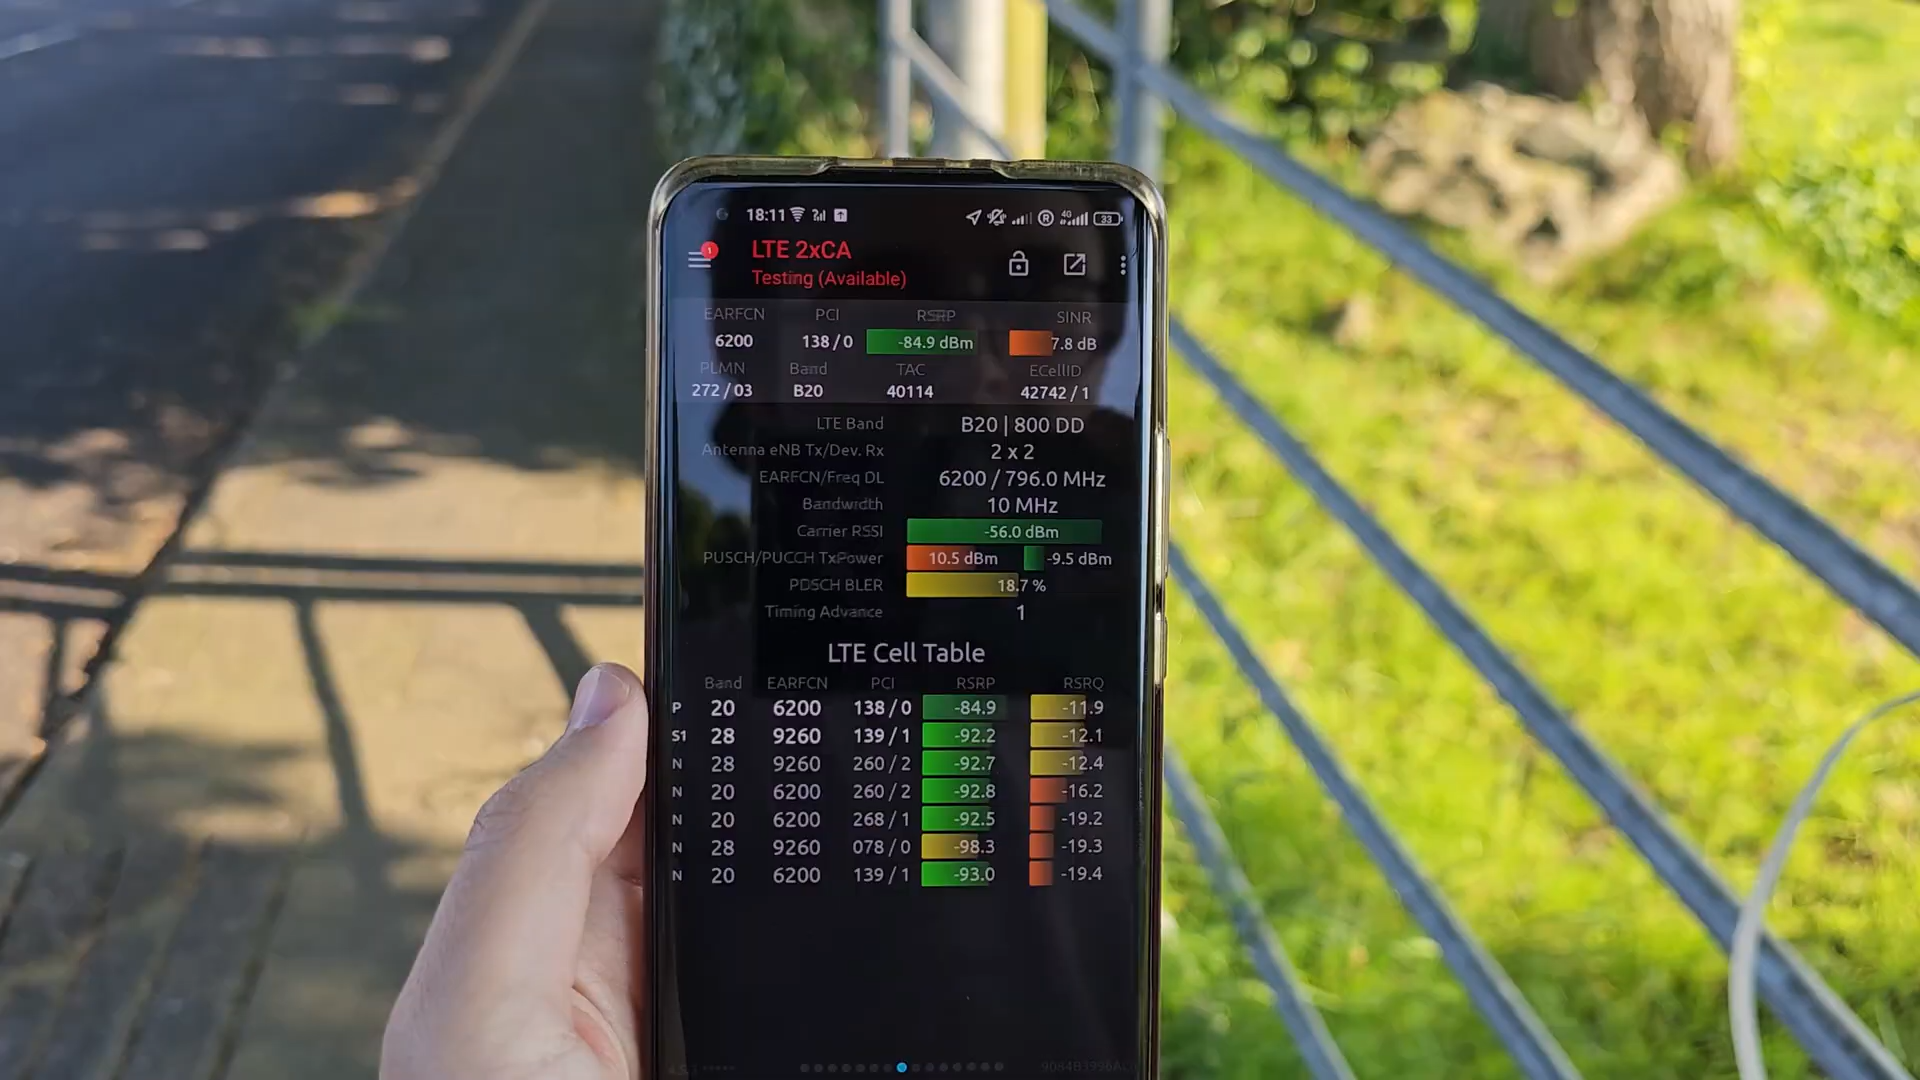 18:11 4G 33
LTE 2xCA
1
Testing (Available)
EARFCN PCI RSRP SINR
6200 138 / 0 -84.9 dBm 7.8 dB
PLMN Band TAC ECellID
272 / 03 B20 40114 42742 / 1
LTE Band B20 | 800 DD
Antenna eNB Tx/Dev. Rx 2 x 2
EARFCN/Freq DL 6200 / 796.0 MHz
Bandwidth 10 MHz
Carrier RSSI -56.0 dBm
PUSCH/PUCCH TxPower 10.5 dBm -9.5 dBm
PDSCH BLER 18.7 %
Timing Advance 1
LTE Cell Table
Band EARFCN PCI RSRP RSRQ
P 20 6200 138 / 0 -84.9 -11.9
S1 28 9260 139 / 1 -92.2 -12.1
N 28 9260 260 / 2 -92.7 -12.4
N 20 6200 260 / 2 -92.8 -16.2
N 20 6200 268 / 1 -92.5 -19.2
N 28 9260 078 / 0 -98.3 -19.3
N 20 6200 139 / 1 -93.0 -19.4